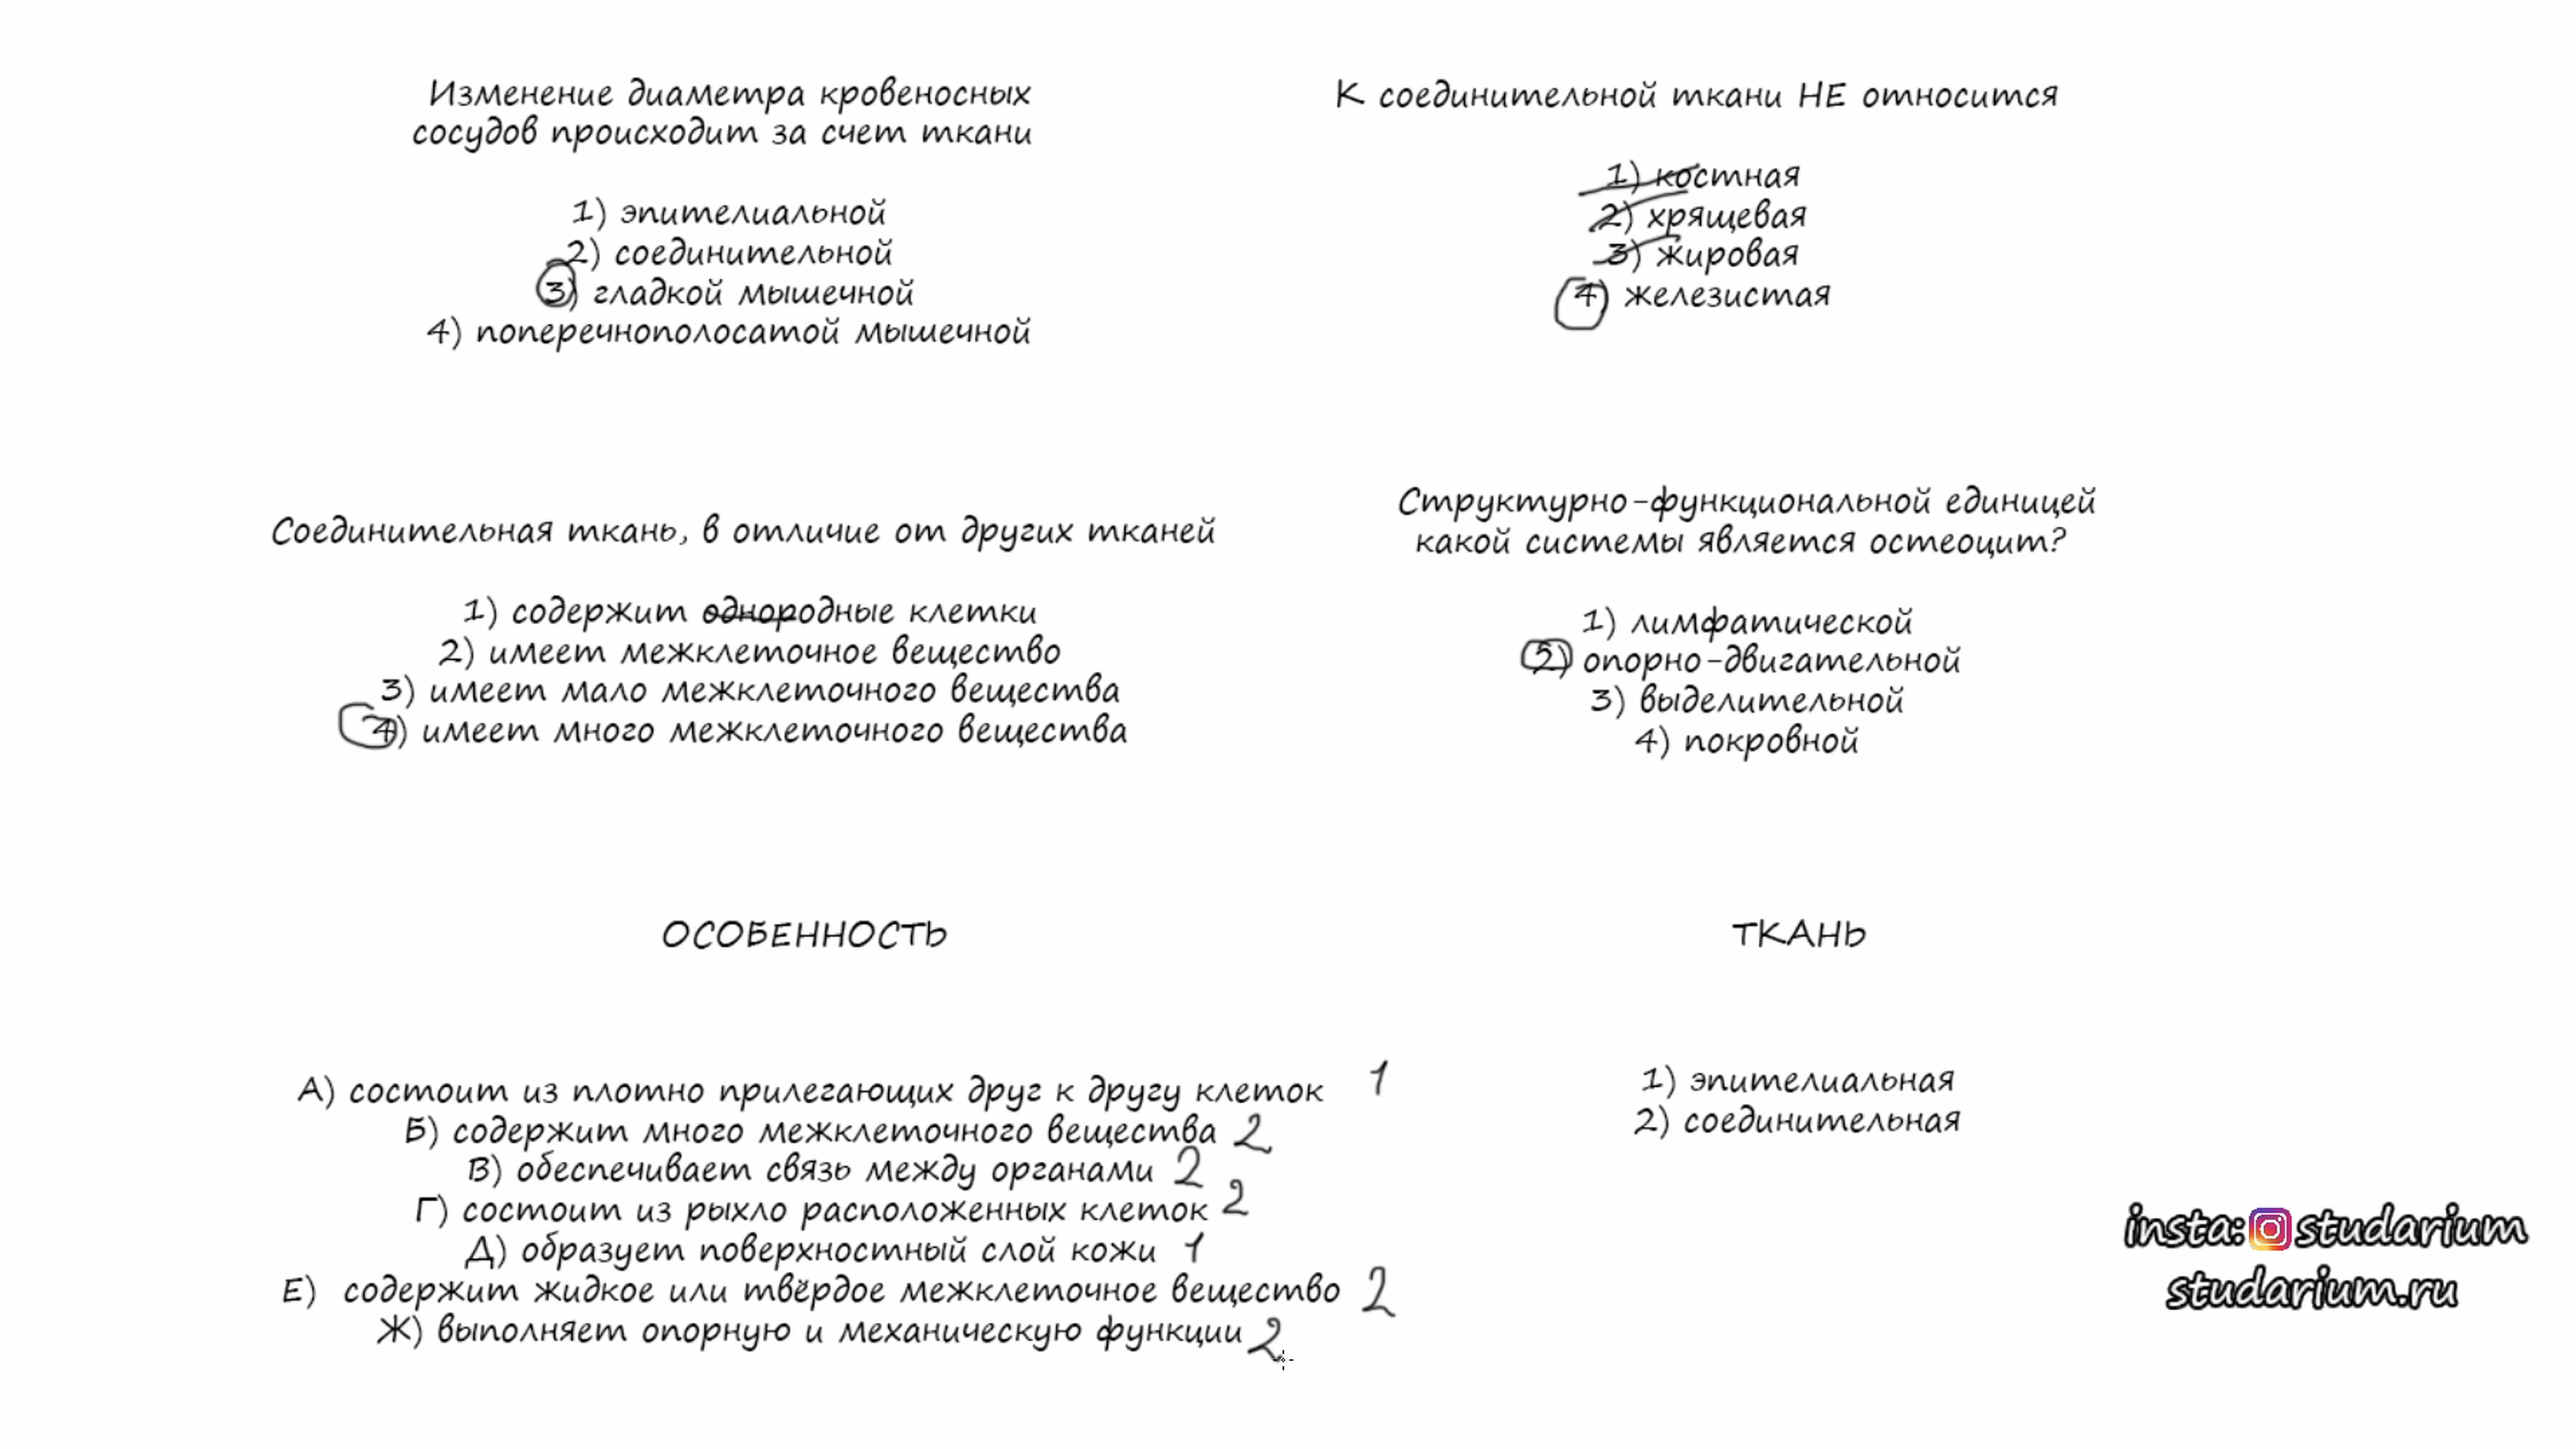 Изменение диаметра кровеносных
сосудов происходит за счет ткани
1) эпителиальной
2) соединительной
3) гладкой мышечной
4) поперечнополосатой мышечной
К соединительной ткани НЕ относится
1) костная
2) хрящевая
3) жировая
4) железистая
Соединительная ткань, в отличие от других тканей
1) содержит однородные клетки
2) имеет межклеточное вещество
3) имеет мало межклеточного вещества
4) имеет много межклеточного вещества
Структурно-функциональной единицей
какой системы является остеоцит?
1) лимфатической
2) опорно-двигательной
3) выделительной
4) покровной
ОСОБЕННОСТЬ
А) состоит из плотно прилегающих друг к другу клеток 1
Б) содержит много межклеточного вещества 2
В) обеспечивает связь между органами 2
Г) состоит из рыхло расположенных клеток 2
Д) образует поверхностный слой кожи 1
Е) содержит жидкое или твёрдое межклеточное вещество 2
Ж) выполняет опорную и механическую функции 2
ТКАНЬ
1) эпителиальная
2) соединительная
insta: studarium
studarium.ru